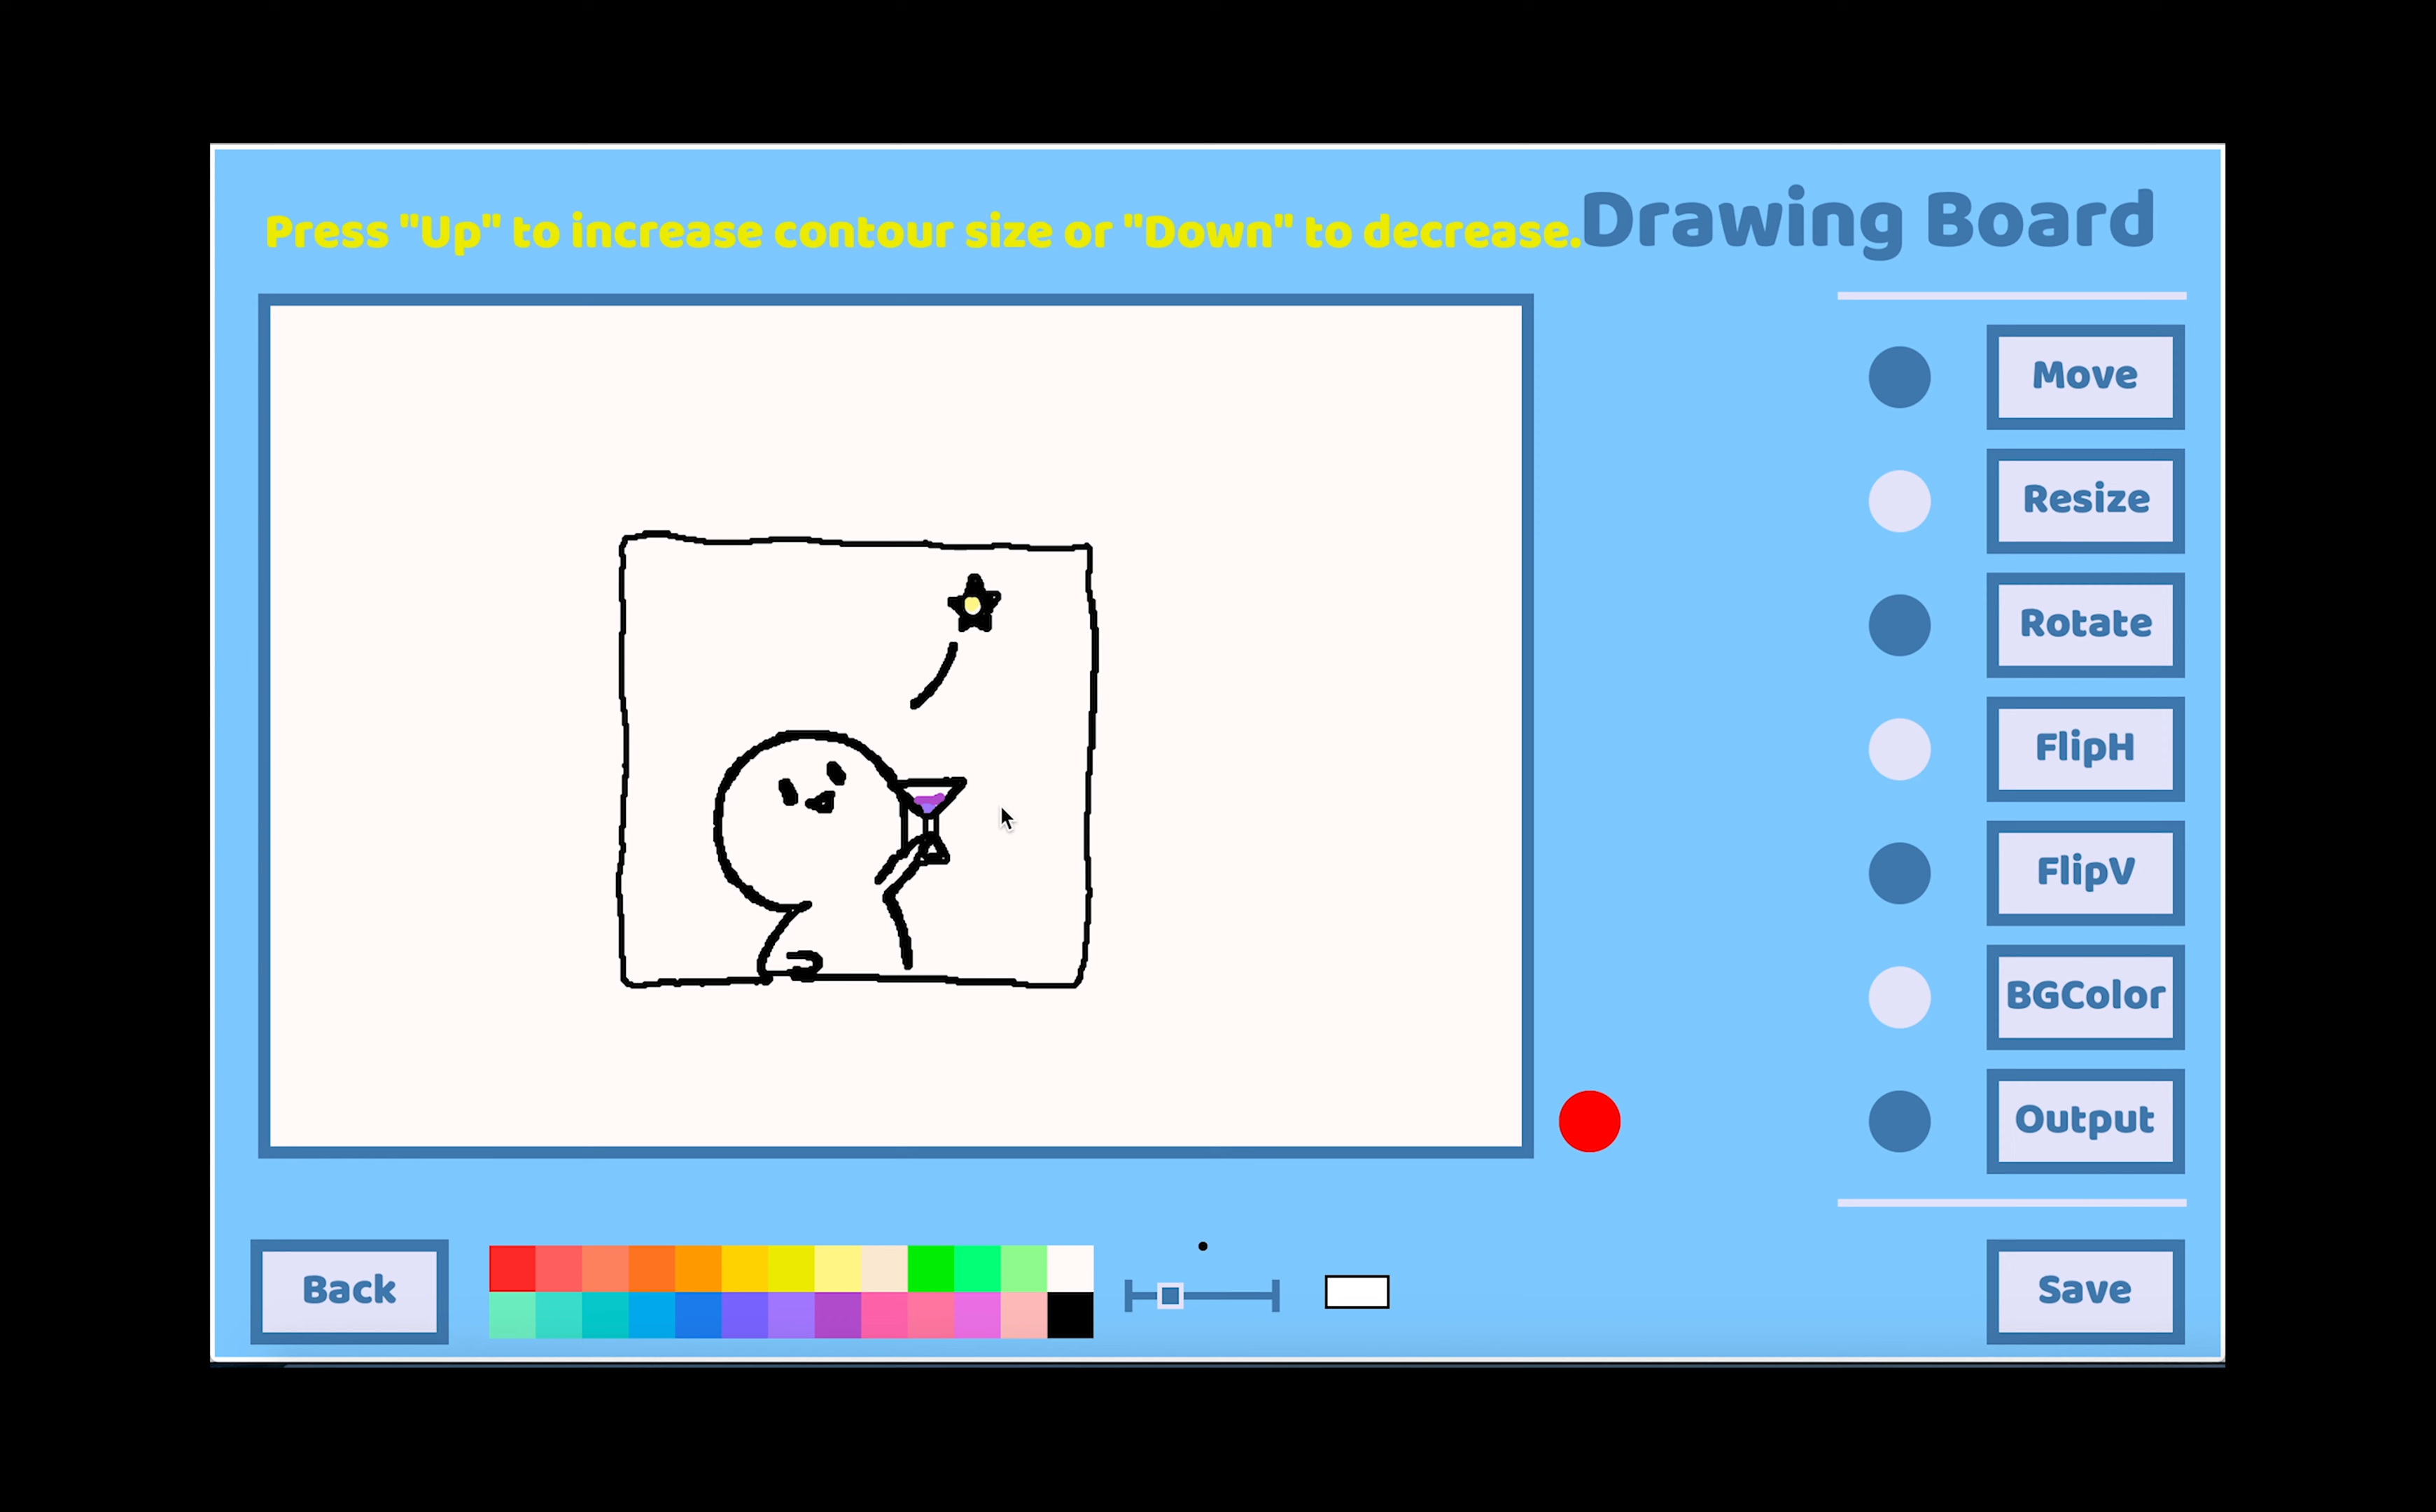 Press "Up" to increase contour size or "Down" to decrease.
Drawing Board
Move
Resize
Rotate
FlipH
FlipV
BGColor
Output
Back
Save